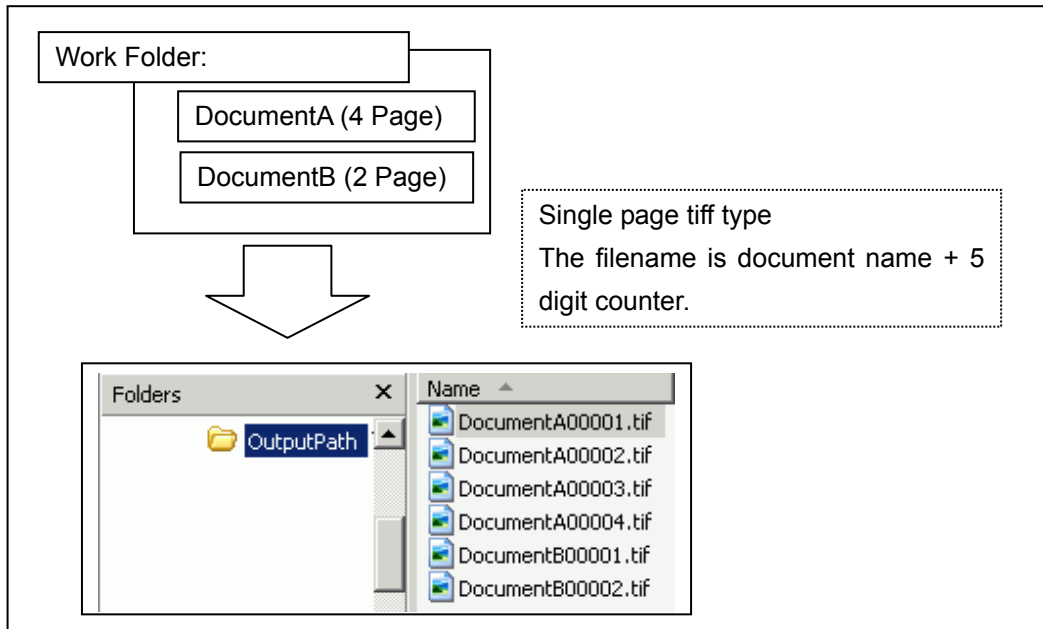 Work Folder:
DocumentA (4 Page)
DocumentB (2 Page)
Single page tiff type
The filename is document name + 5
digit counter.
Folders
Name
OutputPath
DocumentA00001.tif
DocumentA00002.tif
DocumentA00003.tif
DocumentA00004.tif
DocumentB00001.tif
DocumentB00002.tif